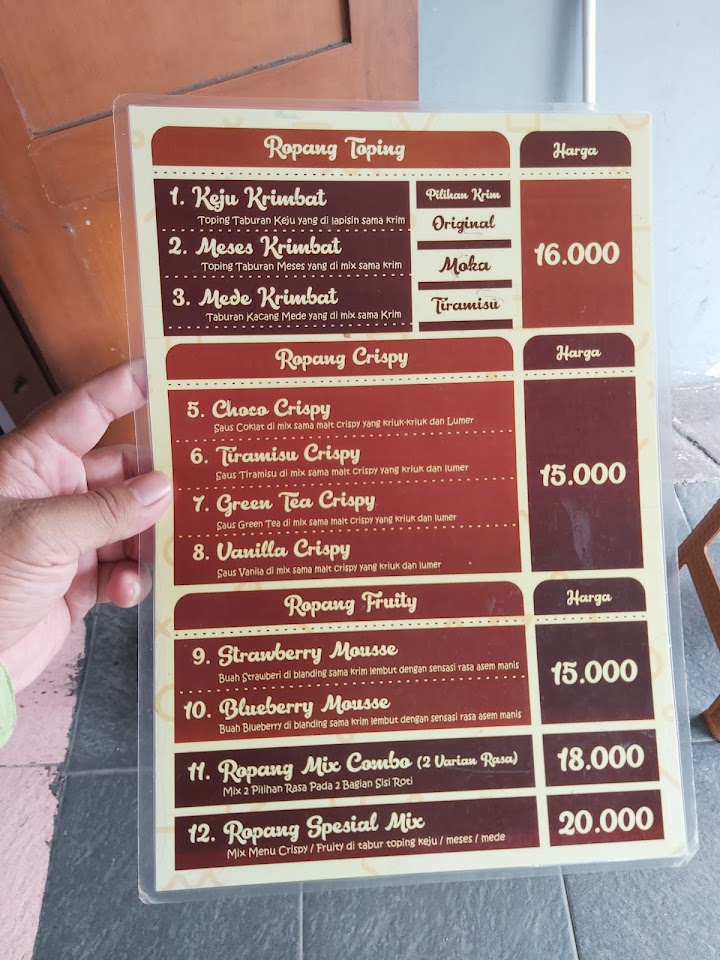 Ropang Toping
Harga
1. Keju Krimbat
Toping Taburan Keju yang di lapisin sama krim
2. Meses Krimbat
Toping Taburan Meses yang di mix sama krim
3. Mede Krimbat
Taburan Kacang Mede yang di mix sama Krim
Pilihan Krim
Original
Moka
Tiramisu
16.000
Ropang Crispy
Harga
5. Choco Crispy
Saus Coklat di mix sama malt crispy yang kriuk-kriuk dan Lumer
6. Tiramisu Crispy
Saus Tiramisu di mix sama malt Crispy yang kriuk dan lumer
7. Green Tea Crispy
Saus Green Tea di mix sama malt crispy yang kriuk dan lumer
8. Vanilla Crispy
Saus Vanila di mix sama malt crispy yang kriuk dan lumer
15.000
Ropang Fruity
Harga
9. Strawberry Mousse
Buah Strawberi di blanding sama krim lembut dengan sensasi rasa asem manis
10. Blueberry Mousse
Buah Blueberry di blanding sama krim lembut dengan sensasi rasa asem manis
15.000
11. Ropang Mix Combo (2 Varian Rasa)
Mix 2 Pilihan Rasa Pada 2 Bagian Sisi Roti
18.000
12. Ropang Spesial Mix
Mix Menu Crispy / Fruity di tabur toping keju / meses / mede
20.000